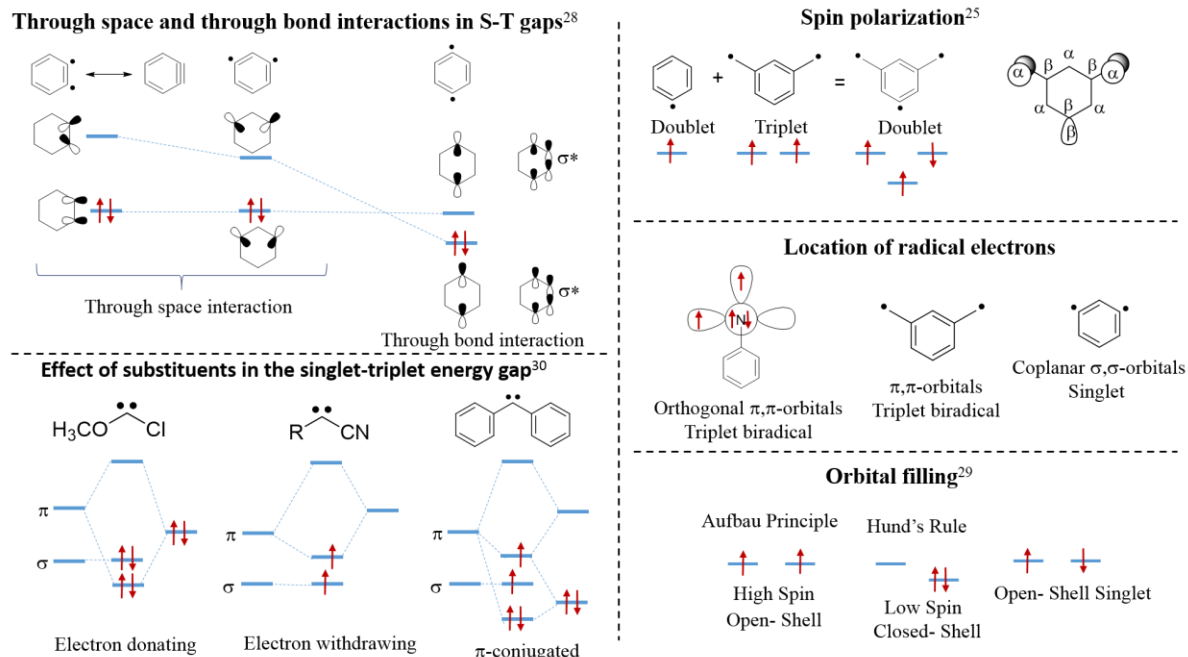 Through space and through bond interactions in S-T gaps28
σ*
σ*
Through space interaction
Through bond interaction
Effect of substituents in the singlet-triplet energy gap30
H3CO
Cl
R
CN
π
σ
π
σ
π
σ
Electron donating
Electron withdrawing
π-conjugated
Spin polarization25
+
=
Doublet
Triplet
Doublet
α
β
β
α
α
α
β
α
β
Location of radical electrons
N
Orthogonal π,π-orbitals
Triplet biradical
π,π-orbitals
Triplet biradical
Coplanar σ,σ-orbitals
Singlet
Orbital filling29
Aufbau Principle
Hund's Rule
High Spin
Open- Shell
Low Spin
Closed- Shell
Open- Shell Singlet